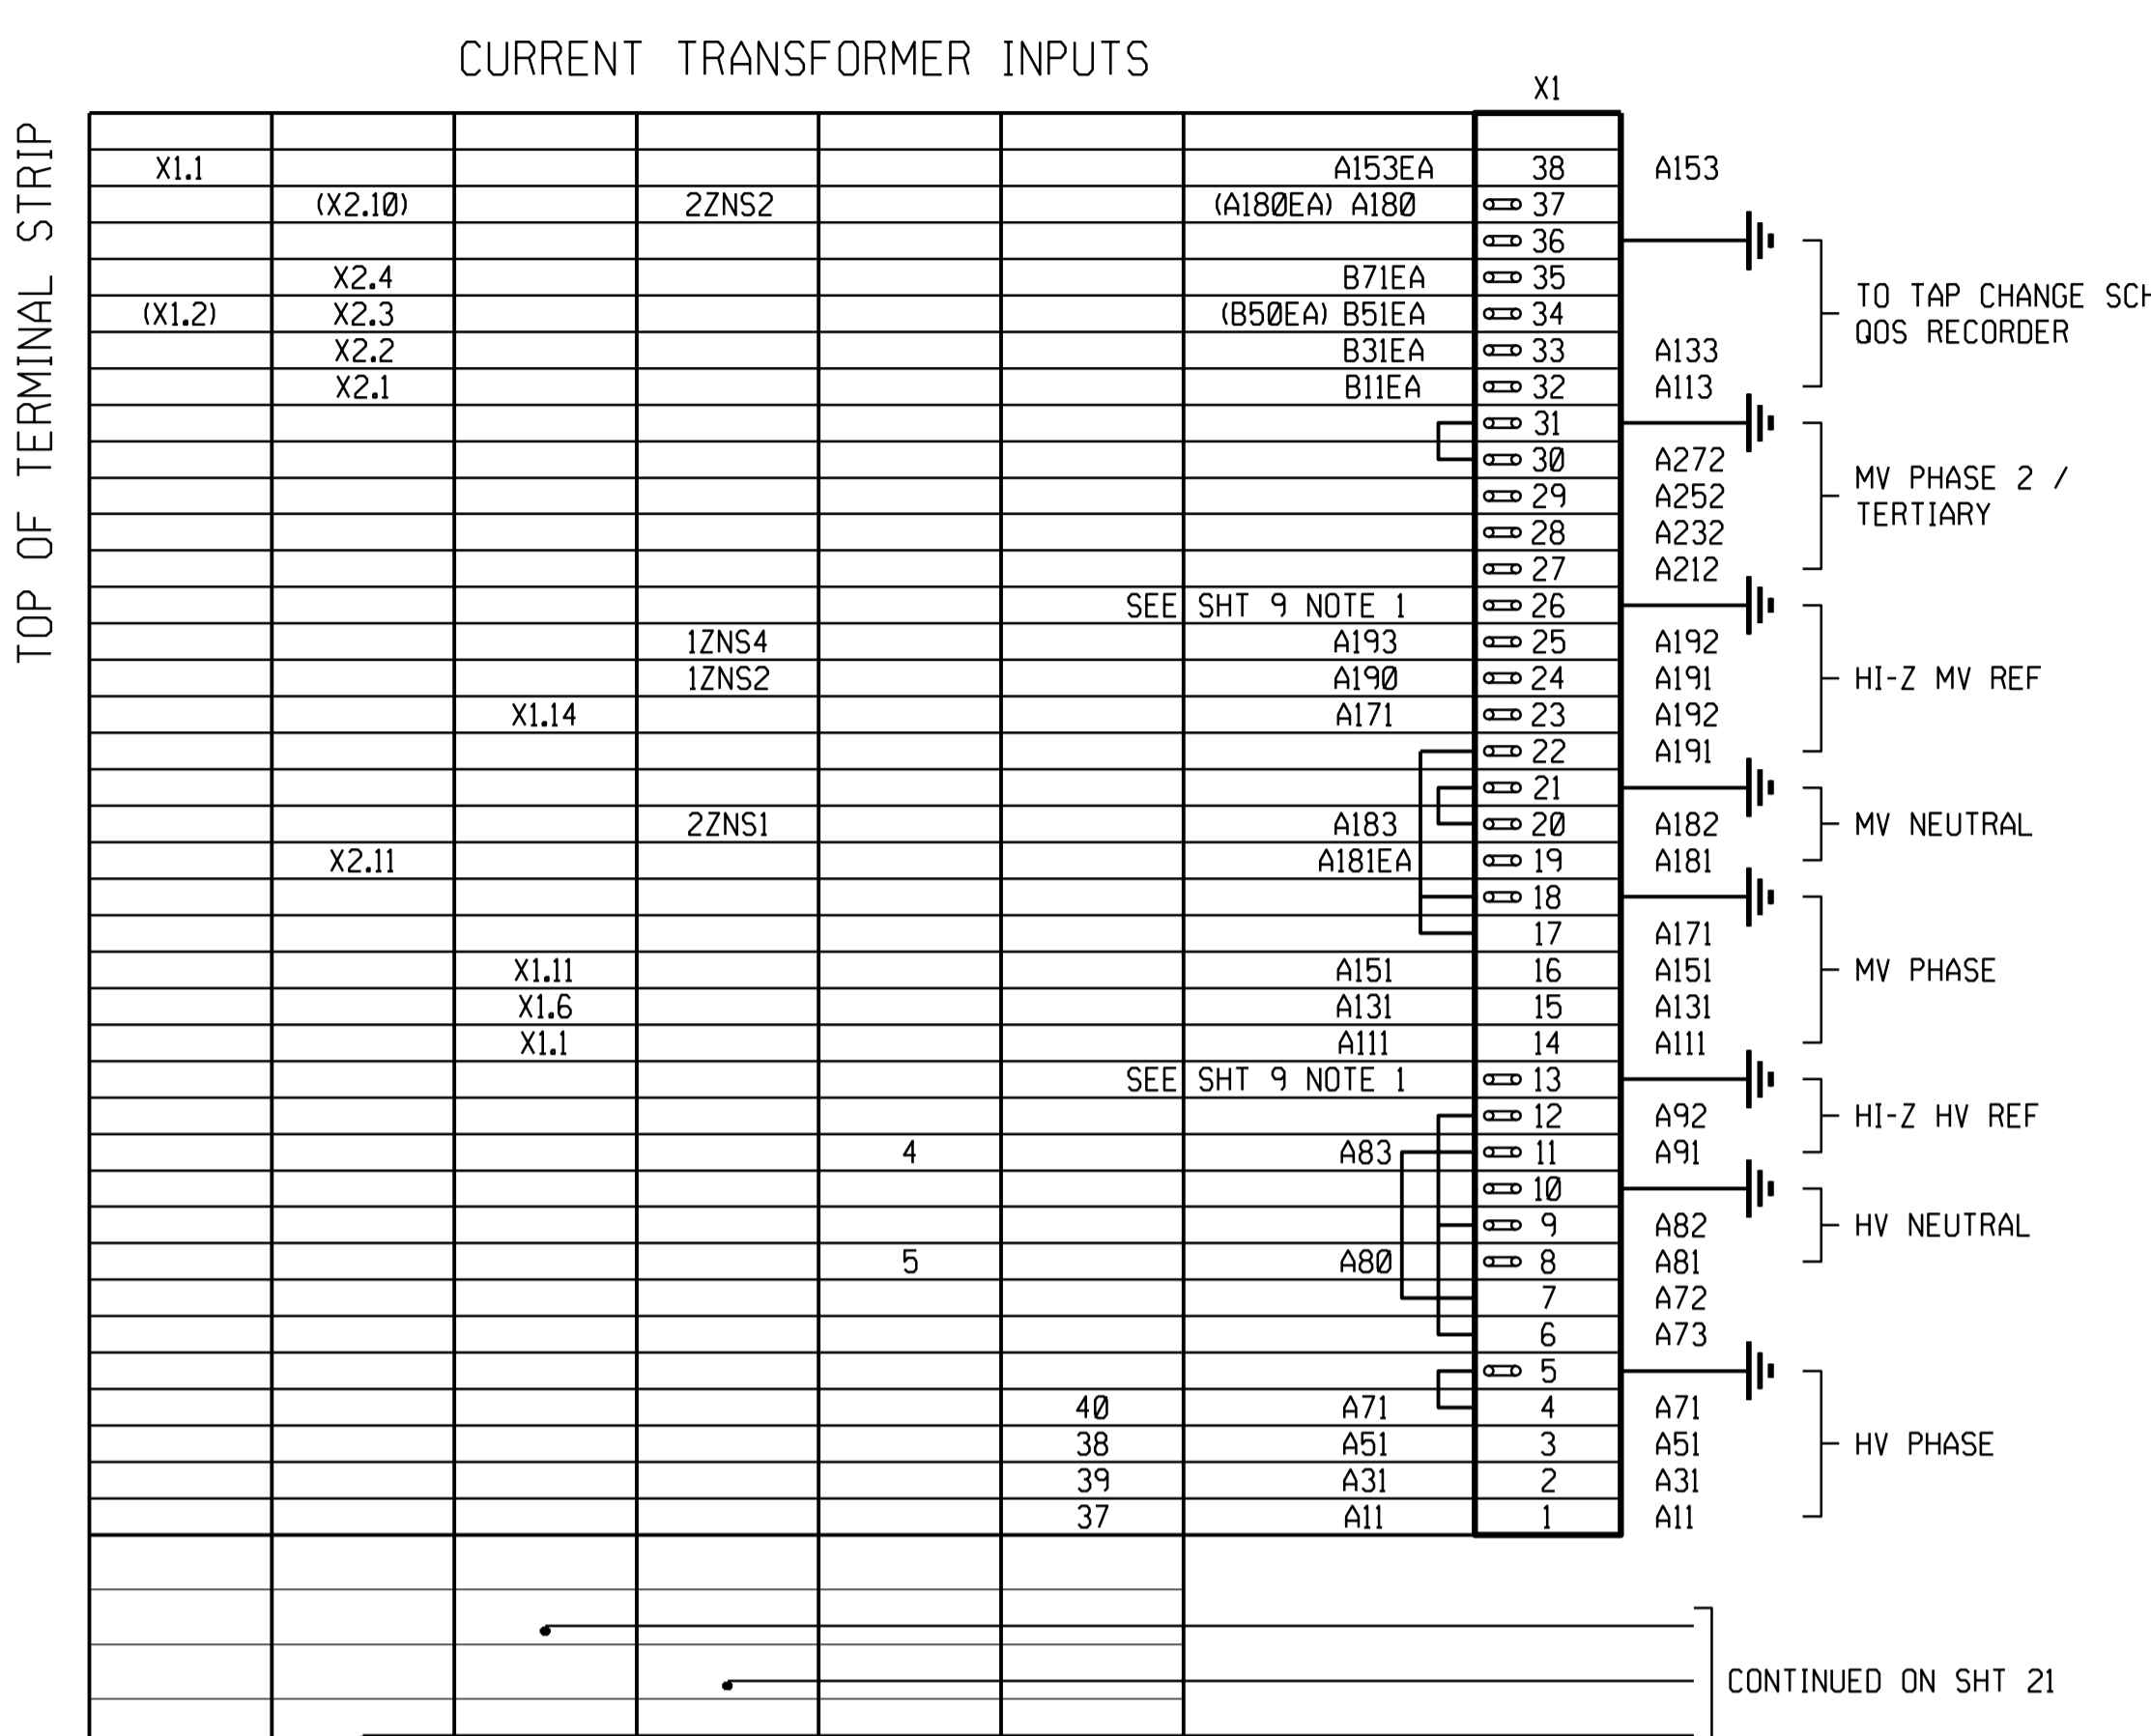 CURRENT TRANSFORMER INPUTS
X1
TOP OF TERMINAL STRIP
X1.1 A153EA 38 A153
(X2.10) 2ZNS2 (A180EA) A180 37
36
X2.4 B71EA 35
TO TAP CHANGE SCH
(X1.2) X2.3 (B50EA) B51EA 34
QOS RECORDER
X2.2 B31EA 33 A133
X2.1 B11EA 32 A113
31
30 A272
MV PHASE 2 /
29 A252
TERTIARY
28 A232
27 A212
SEE SHT 9 NOTE 1 26
1ZNS4 A193 25 A192
1ZNS2 A190 24 A191 HI-Z MV REF
X1.14 A171 23 A192
22 A191
21
2ZNS1 A183 20 A182 MV NEUTRAL
X2.11 A181EA 19 A181
18
17 A171
X1.11 A151 16 A151 MV PHASE
X1.6 A131 15 A131
X1.1 A111 14 A111
SEE SHT 9 NOTE 1 13
12 A92 HI-Z HV REF
4 A83 11 A91
10
9 A82 HV NEUTRAL
5 A80 8 A81
7 A72
6 A73
5
40 A71 4 A71
38 A51 3 A51 HV PHASE
39 A31 2 A31
37 A11 1 A11
CONTINUED ON SHT 21